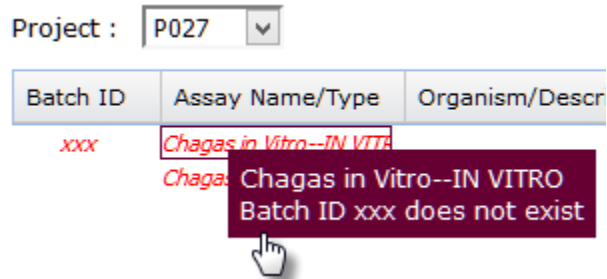 Project : P027
Batch ID Assay Name/Type Organism/Descri
xxx Chagas in Vitro--IN VITR
Chagas
Chagas in Vitro--IN VITRO
Batch ID xxx does not exist